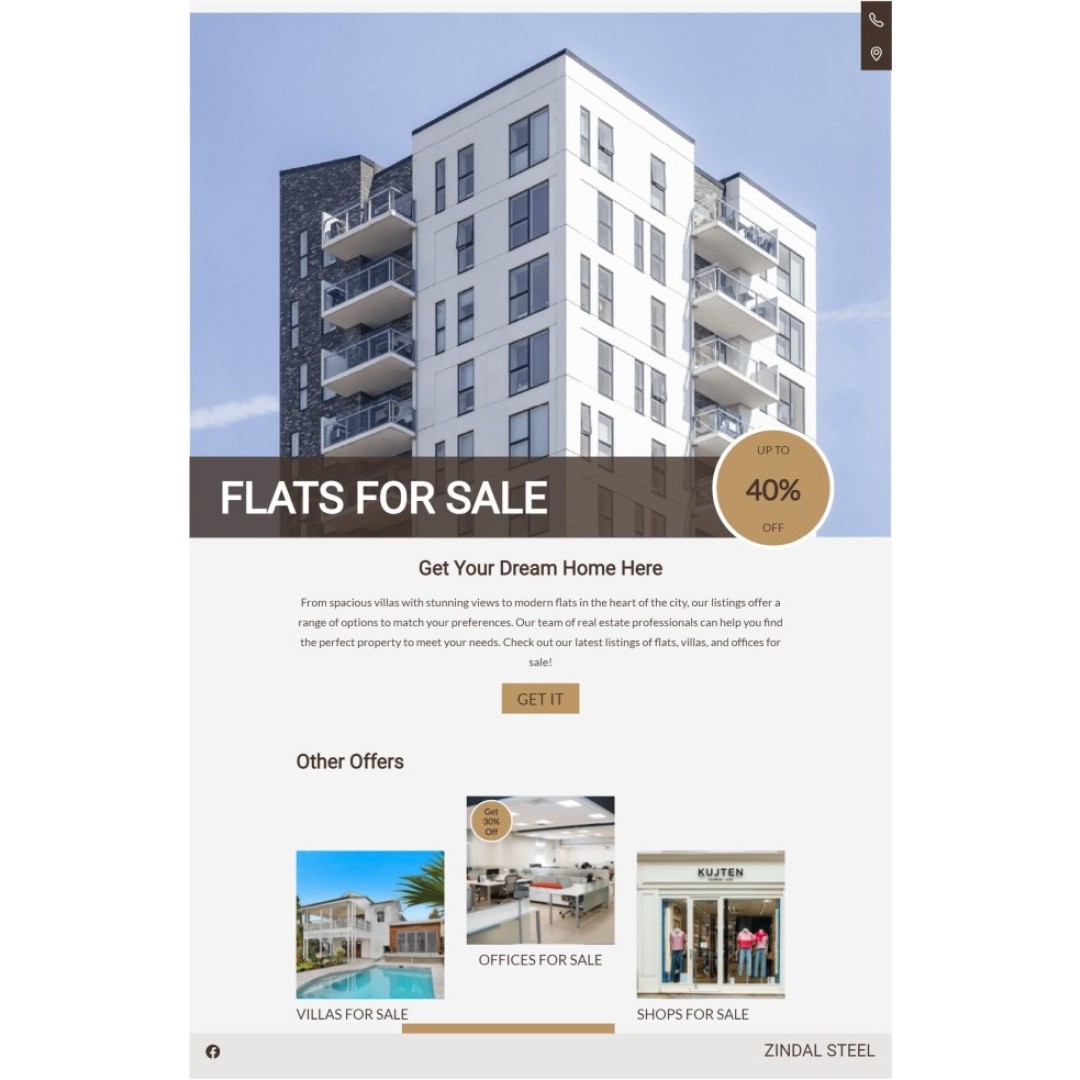 UP TO
40%
OFF
FLATS FOR SALE
Get Your Dream Home Here
From spacious villas with stunning views to modern flats in the heart of the city, our listings offer a
range of options to match your preferences. Our team of real estate professionals can help you find
the perfect property to meet your needs. Check out our latest listings of flats, villas, and offices for
sale!
GET IT
Other Offers
Get
30%
Off
KUJTEN
OFFICES FOR SALE
VILLAS FOR SALE
SHOPS FOR SALE
ZINDAL STEEL